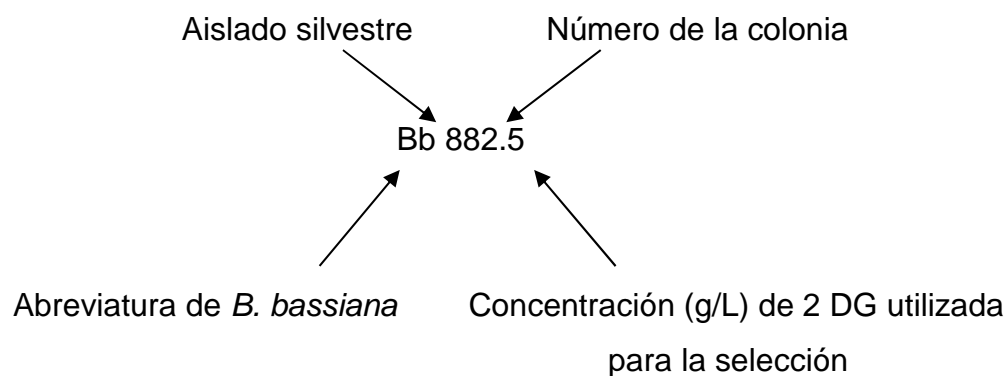 Aislado silvestre
Número de la colonia
Bb 882.5
Abreviatura de B. bassiana
Concentración (g/L) de 2 DG utilizada
para la selección